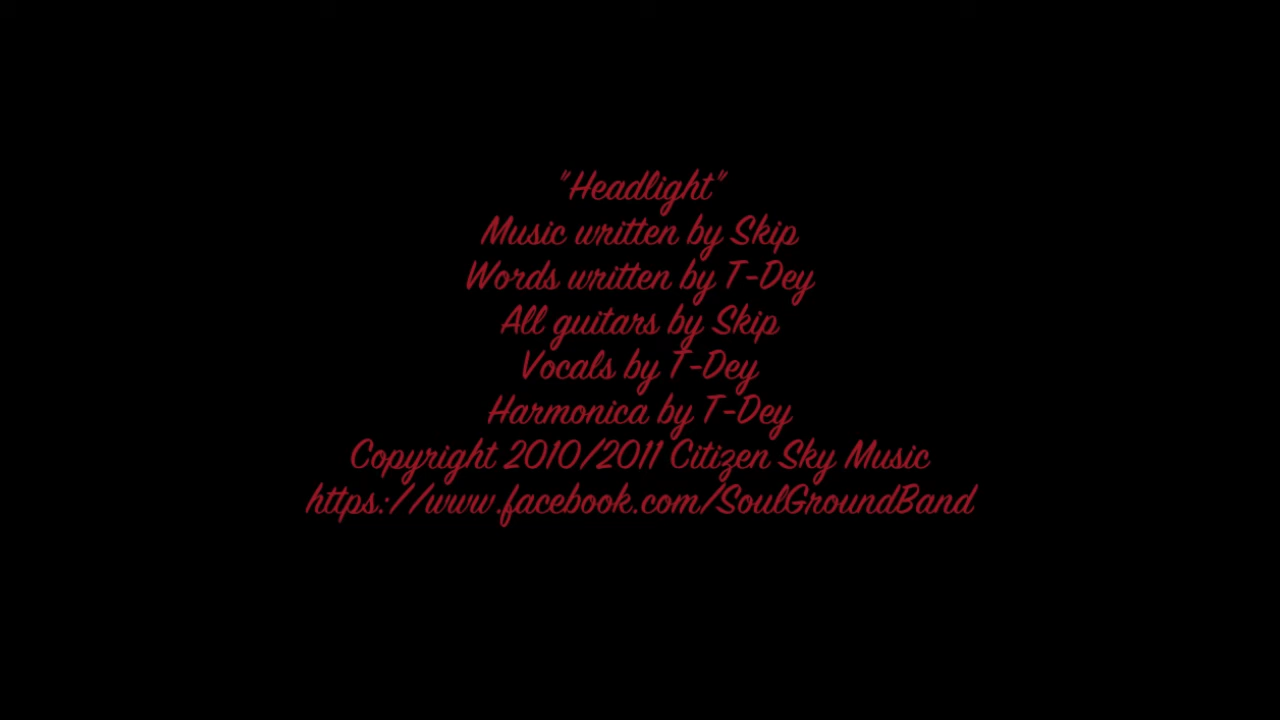 "Headlight"
Music written by Skip
Words written by T-Dey
All guitars by Skip
Vocals by T-Dey
Harmonica by T-Dey
Copyright 2010/2011 Citizen Sky Music
https://www.facebook.com/SoulGroundBand